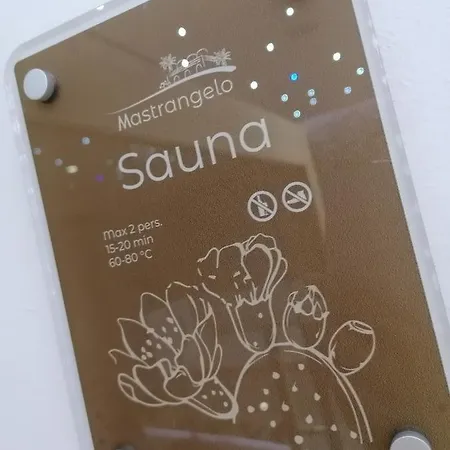 Mastrangelo
Sauna
Max 2 pers.
15-20 min
60-80 °C